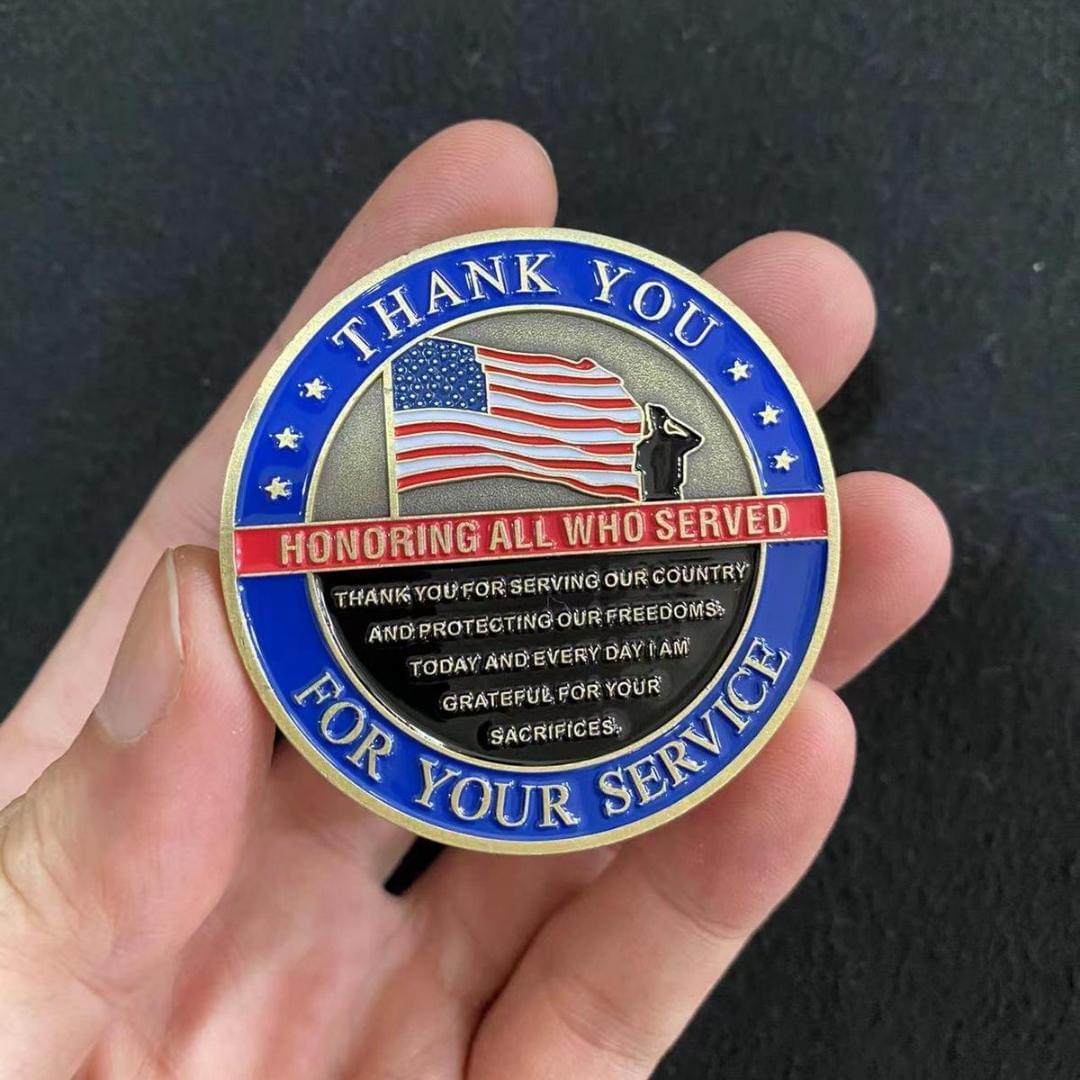 THANK YOU
HONORING ALL WHO SERVED
THANK YOU FOR SERVING OUR COUNTRY
AND PROTECTING OUR FREEDOMS.
TODAY AND EVERY DAY I AM
GRATEFUL FOR YOUR
SACRIFICES.
FOR YOUR SERVICE